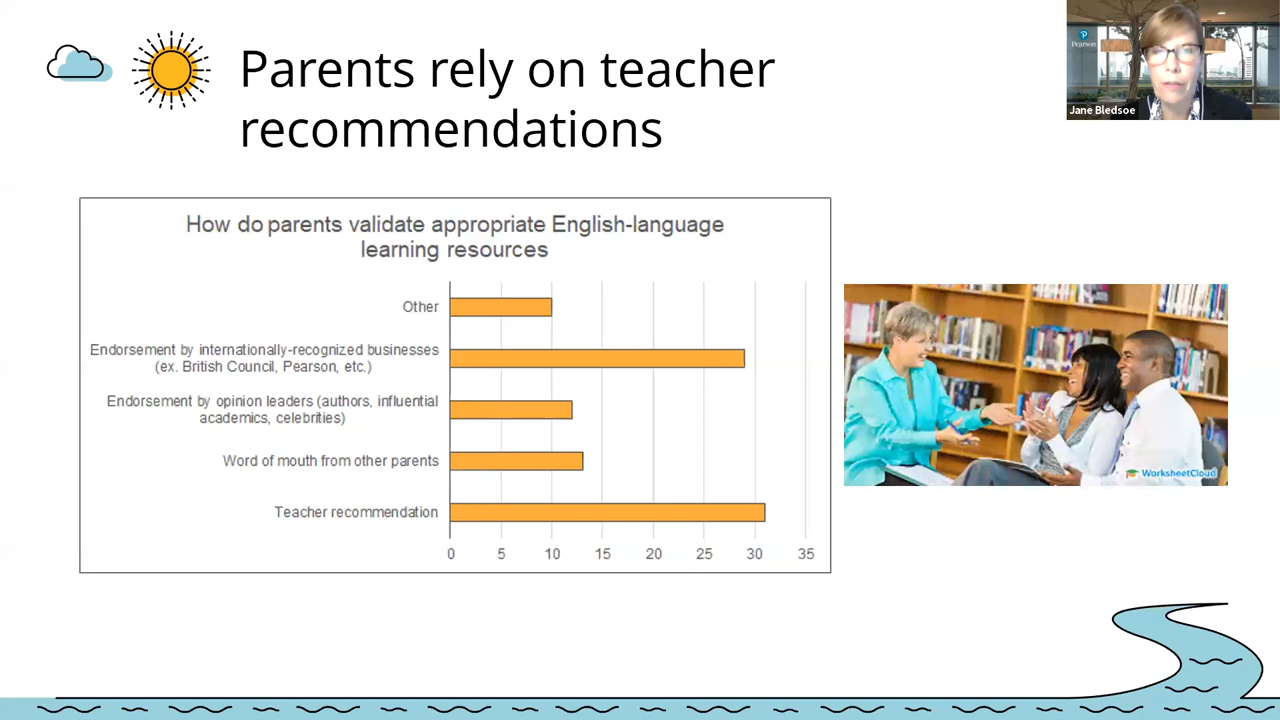 Parents rely on teacher
recommendations
Pearson
Jane Bledsoe
How do parents validate appropriate English-language
learning resources
Other
Endorsement by internationally-recognized businesses
(ex. British Council, Pearson, etc.)
Endorsement by opinion leaders (authors, influential
academics, celebrities)
Word of mouth from other parents
Teacher recommendation
0 5 10 15 20 25 30 35
WorksheetCloud